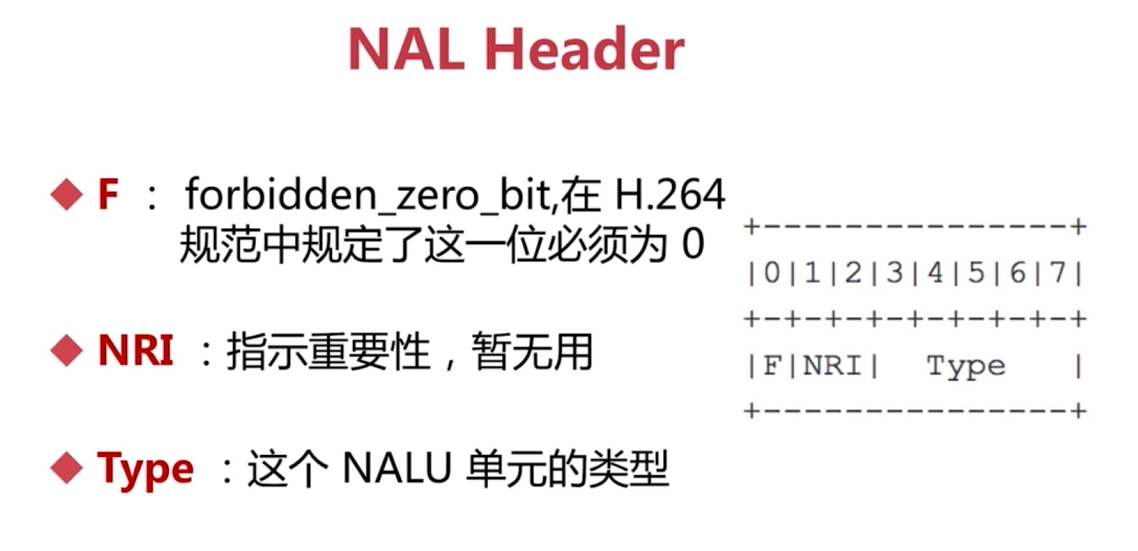 NAL Header
F ： forbidden_zero_bit,在 H.264
规范中规定了这一位必须为 0
NRI ：指示重要性，暂无用
Type ：这个 NALU 单元的类型
+---------------+
|0|1|2|3|4|5|6|7|
+-+-+-+-+-+-+-+-+
|F|NRI|  Type   |
+---------------+